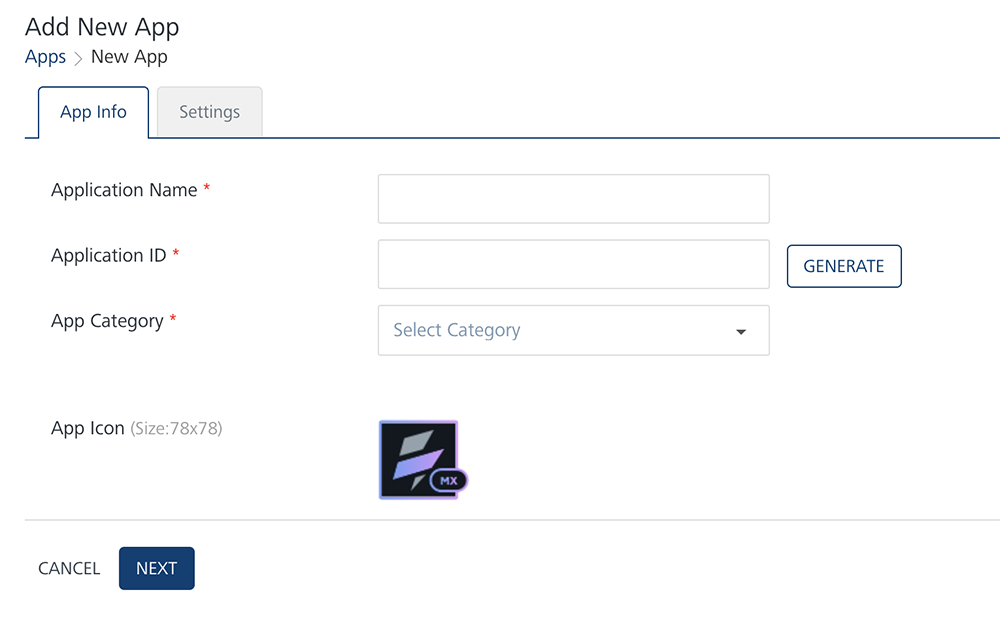 Add New App
Apps > New App
App Info
Settings
Application Name *
Application ID *
GENERATE
App Category *
Select Category
App Icon (Size:78x78)
MX
CANCEL
NEXT